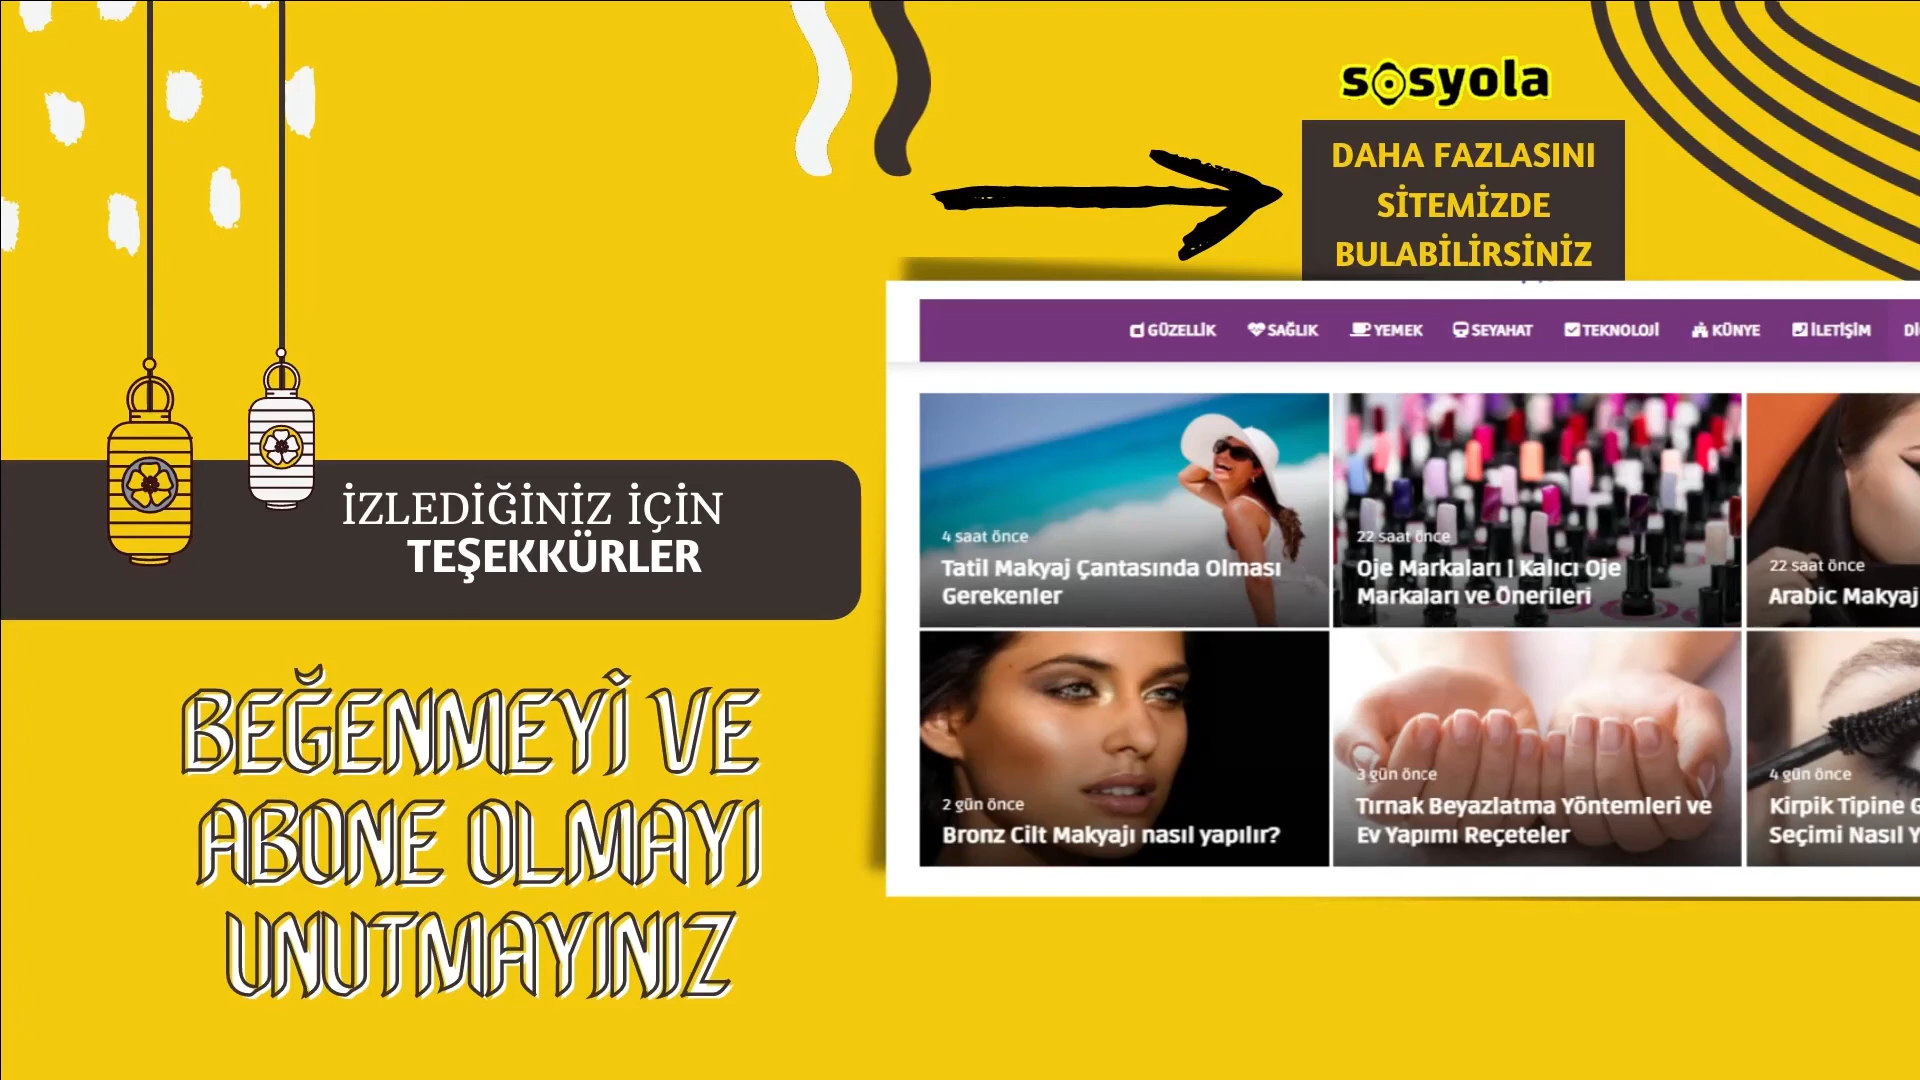 sosyola
DAHA FAZLASINI
SİTEMİZDE
BULABİLİRSİNİZ
GÜZELLİK SAĞLIK YEMEK SEYAHAT TEKNOLOJİ KÜNYE İLETİŞİM
4 saat önce
Tatil Makyaj Çantasında Olması
Gerekenler
22 saat önce
Oje Markaları | Kalıcı Oje
Markaları ve Önerileri
22 saat önce
Arabic Makyaj
2 gün önce
Bronz Cilt Makyajı nasıl yapılır?
3 gün önce
Tırnak Beyazlatma Yöntemleri ve
Ev Yapımı Reçeteler
4 gün önce
Kirpik Tipine
Seçimi Nasıl
İZLEDİĞİNİZ İÇİN
TEŞEKKÜRLER
BEĞENMEYİ VE
ABONE OLMAYI
UNUTMAYINIZ